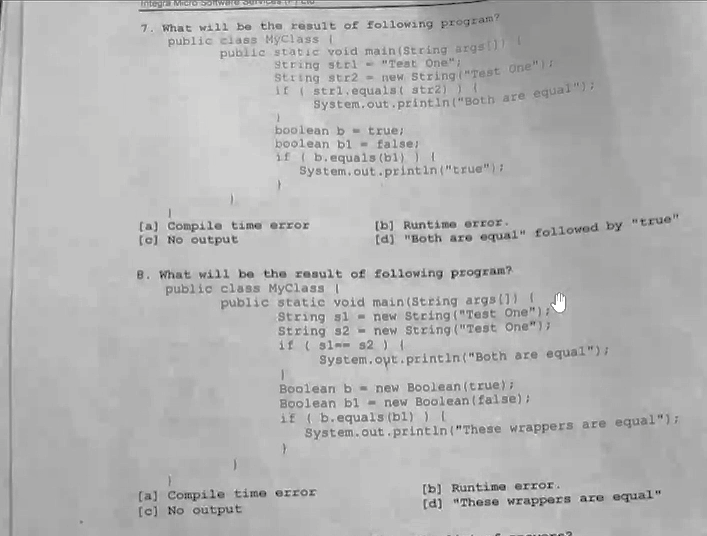 Integra Micro Software Services (P) Ltd
7. What will be the result of following program?
public class MyClass {
public static void main(String args[]) {
String str1 = "Test One";
String str2 = new String("Test One");
if ( str1.equals( str2) ) {
System.out.println("Both are equal");
}
boolean b = true;
boolean b1 = false;
if ( b.equals(b1) ) {
System.out.println("true");
}
}
}
[a] Compile time error [b] Runtime error.
[c] No output [d] "Both are equal" followed by "true"
8. What will be the result of following program?
public class MyClass {
public static void main(String args[]) {
String s1 = new String("Test One");
String s2 = new String("Test One");
if ( s1== s2 ) {
System.out.println("Both are equal");
}
Boolean b = new Boolean(true);
Boolean b1 = new Boolean(false);
if ( b.equals(b1) ) {
System.out.println("These wrappers are equal");
}
}
}
[a] Compile time error [b] Runtime error.
[c] No output [d] "These wrappers are equal"